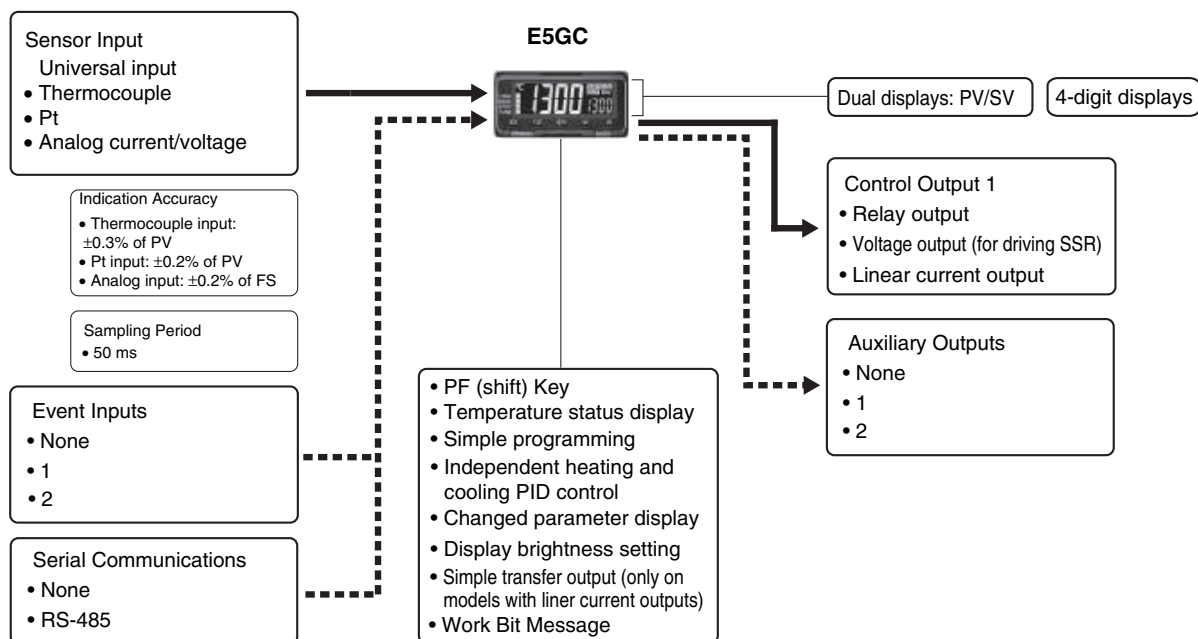 E5GC
Sensor Input
Universal input
• Thermocouple
• Pt
• Analog current/voltage
Indication Accuracy
• Thermocouple input:
±0.3% of PV
• Pt input: ±0.2% of PV
• Analog input: ±0.2% of FS
Sampling Period
• 50 ms
Event Inputs
• None
• 1
• 2
Serial Communications
• None
• RS-485
1300
1300
• PF (shift) Key
• Temperature status display
• Simple programming
• Independent heating and
cooling PID control
• Changed parameter display
• Display brightness setting
• Simple transfer output (only on
models with liner current outputs)
• Work Bit Message
Dual displays: PV/SV
4-digit displays
Control Output 1
• Relay output
• Voltage output (for driving SSR)
• Linear current output
Auxiliary Outputs
• None
• 1
• 2